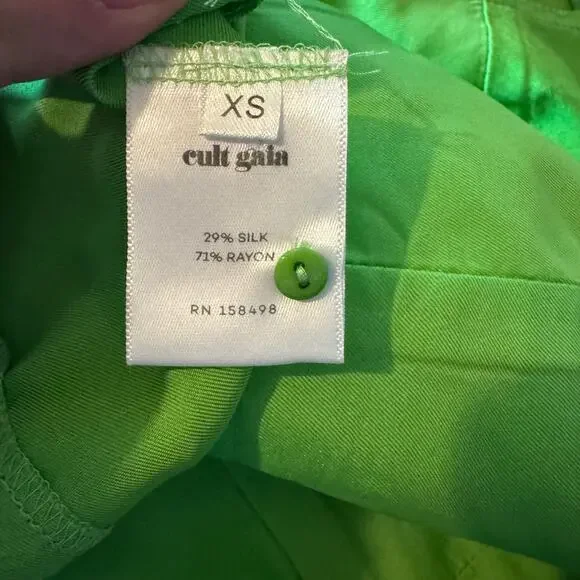 XS
cult gaia
29% SILK
71% RAYON
RN 158498